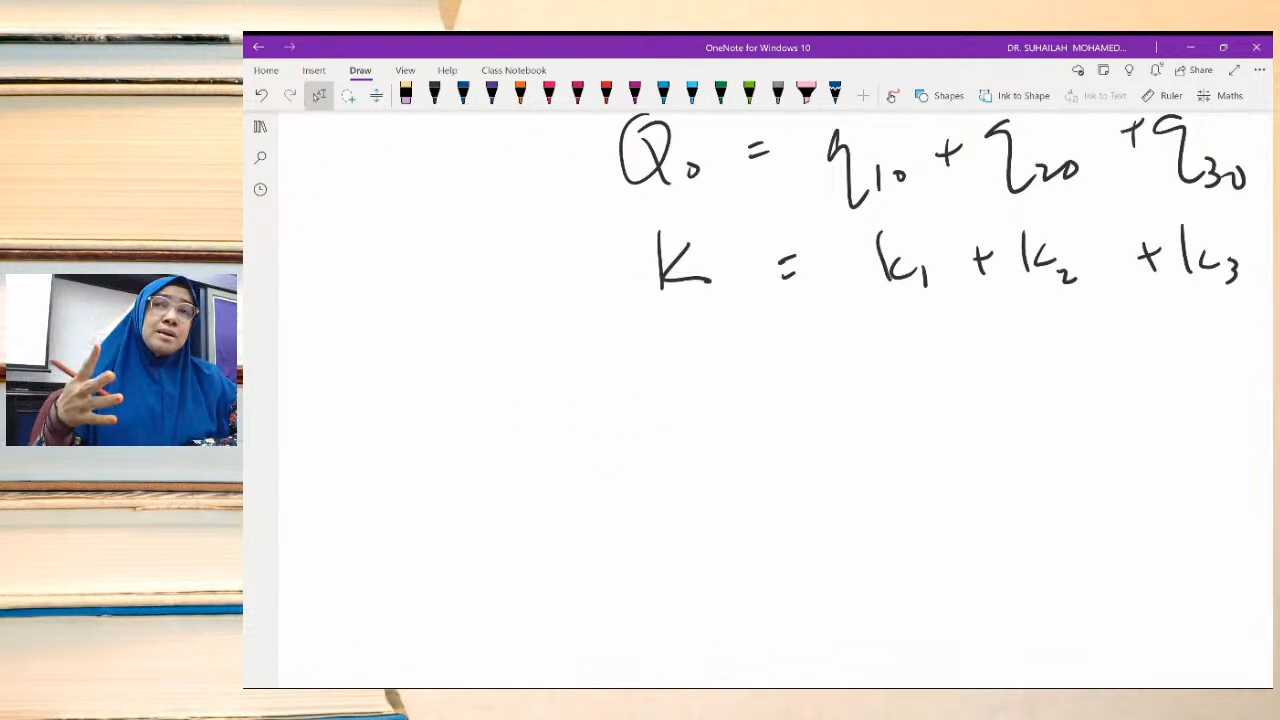 OneNote for Windows 10
DR. SUHAILAH MOHAMED...
Home Insert Draw View Help Class Notebook
Share
Shapes Ink to Shape Ink to Text Ruler Maths
Q₀ = q₁₀ + q₂₀ + q₃₀
K = k₁ + k₂ + k₃